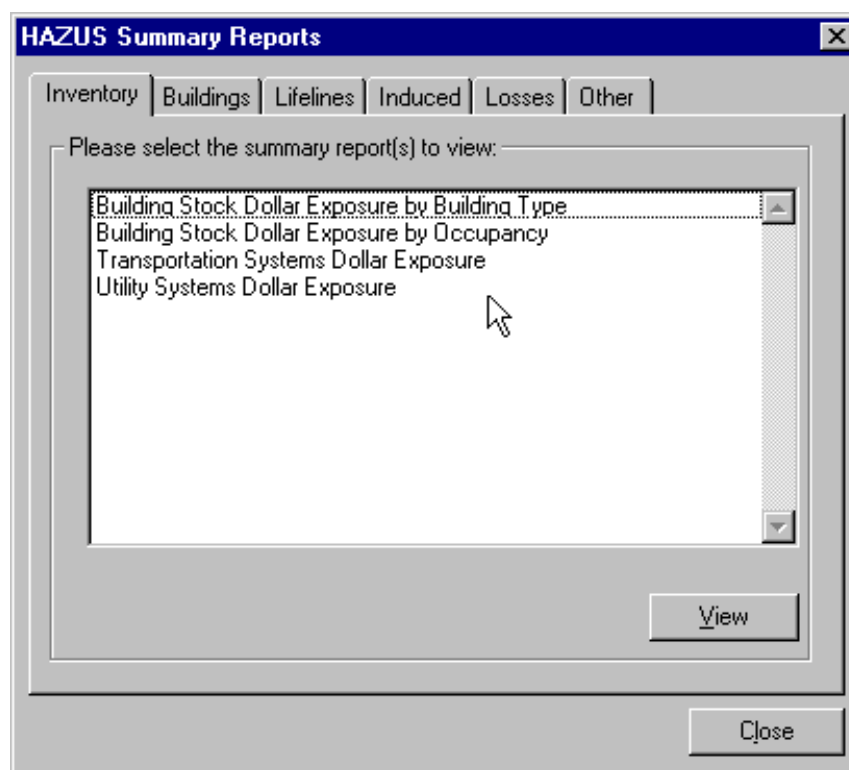 HAZUS Summary Reports
Inventory Buildings Lifelines Induced Losses Other
Please select the summary report(s) to view:
Building Stock Dollar Exposure by Building Type
Building Stock Dollar Exposure by Occupancy
Transportation Systems Dollar Exposure
Utility Systems Dollar Exposure
View
Close